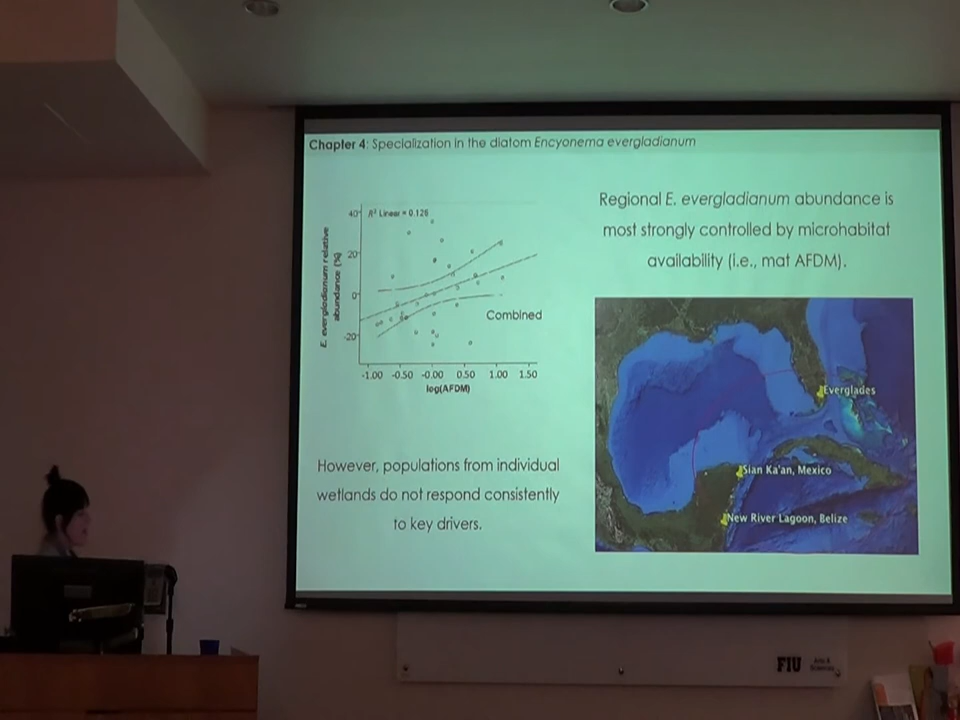 Chapter 4: Specialization in the diatom Encyonema evergladianum
Regional E. evergladianum abundance is
most strongly controlled by microhabitat
availability (i.e., mat AFDM).
R² Linear = 0.126
E. evergladianum relative
abundance (%)
40
20
0
-20
Combined
-1.00 -0.50 -0.00 0.50 1.00 1.50
log(AFDM)
However, populations from individual
wetlands do not respond consistently
to key drivers.
Everglades
Sian Ka'an, Mexico
New River Lagoon, Belize
FIU
Arts &
Sciences